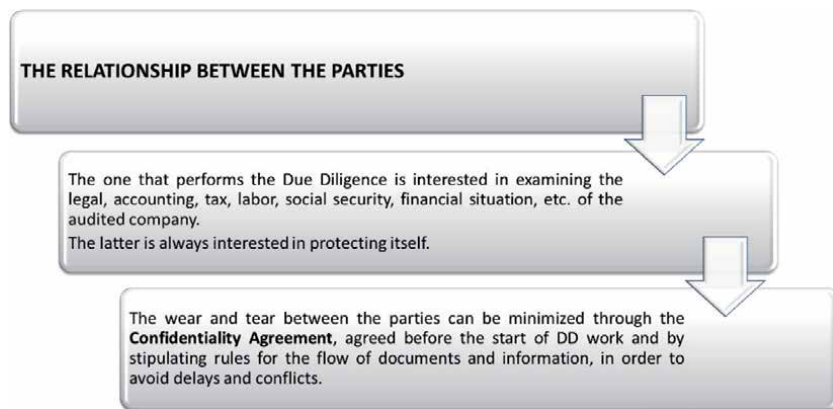 THE RELATIONSHIP BETWEEN THE PARTIES
The one that performs the Due Diligence is interested in examining the
legal, accounting, tax, labor, social security, financial situation, etc. of the
audited company.
The latter is always interested in protecting itself.
The wear and tear between the parties can be minimized through the
Confidentiality Agreement, agreed before the start of DD work and by
stipulating rules for the flow of documents and information, in order to
avoid delays and conflicts.